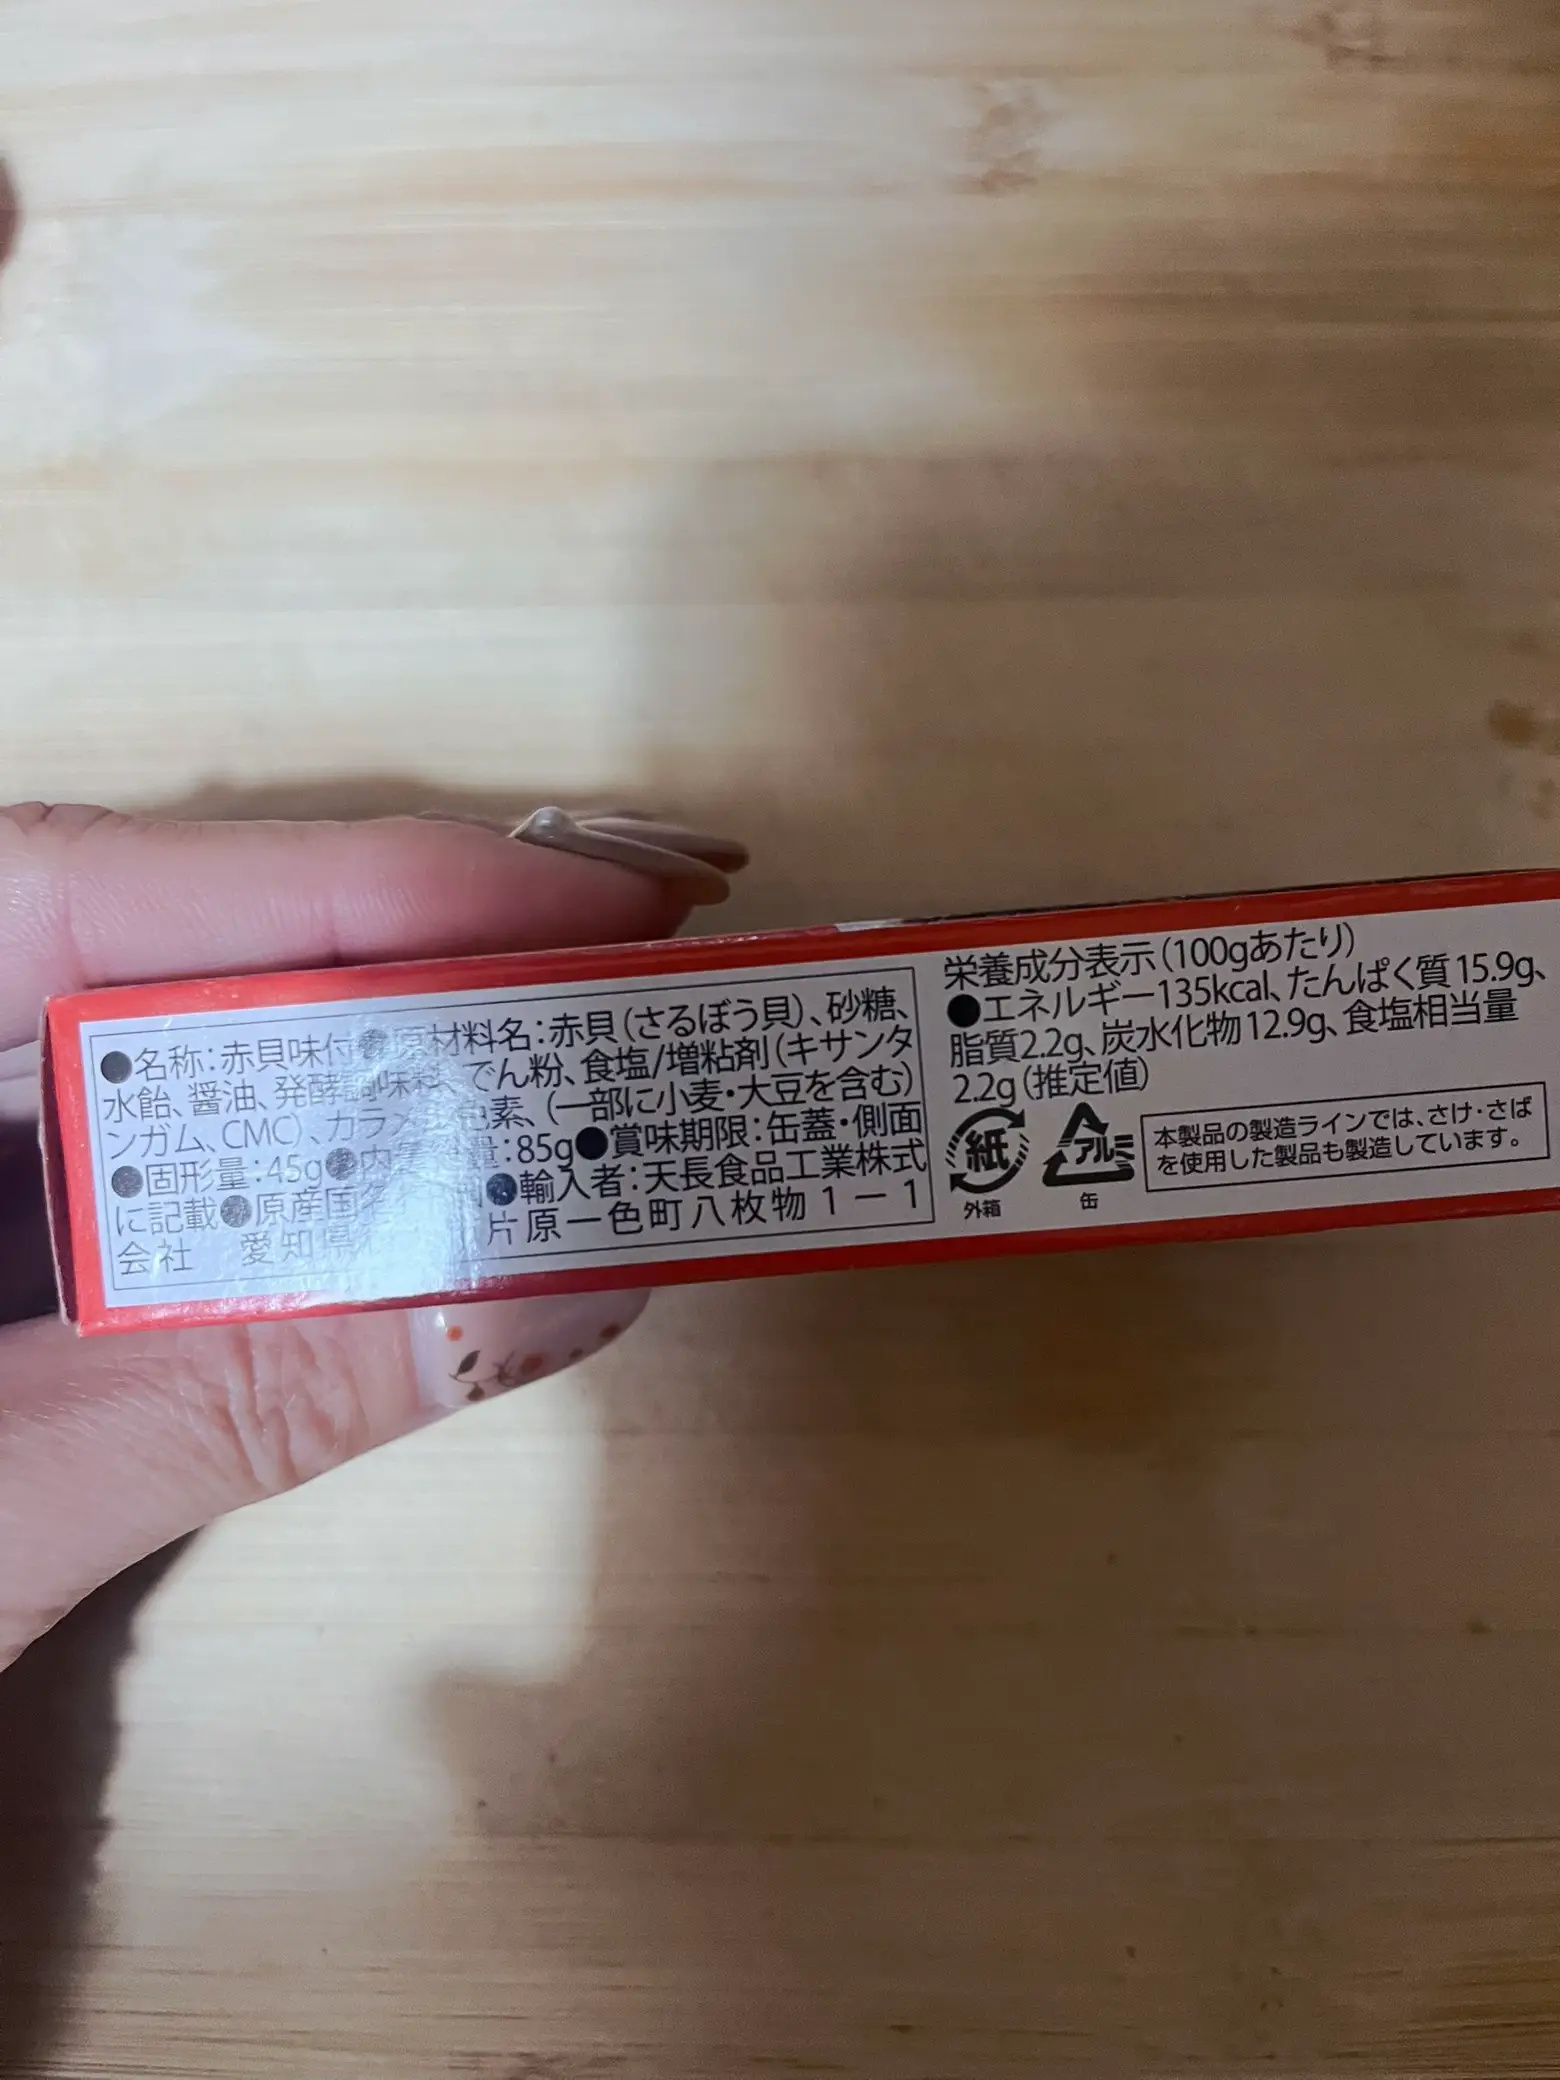 ●名称:赤貝味付●原材料名:赤貝(さるぼう貝)、砂糖、
水飴、醤油、発酵調味料、でん粉、食塩/増粘剤(キサンタ
ンガム、CMC)、カラメル色素、(一部に小麦・大豆を含む)
●固形量:45g●内容総量:85g●賞味期限:缶蓋・側面
に記載●原産国名 ●輸入者:天長食品工業株式
会社 愛知県 片原一色町八枚物1－1
栄養成分表示(100gあたり)
●エネルギー135kcal、たんぱく質15.9g、
脂質2.2g、炭水化物12.9g、食塩相当量
2.2g(推定値)
紙
外箱
アルミ
缶
本製品の製造ラインでは、さけ・さば
を使用した製品も製造しています。